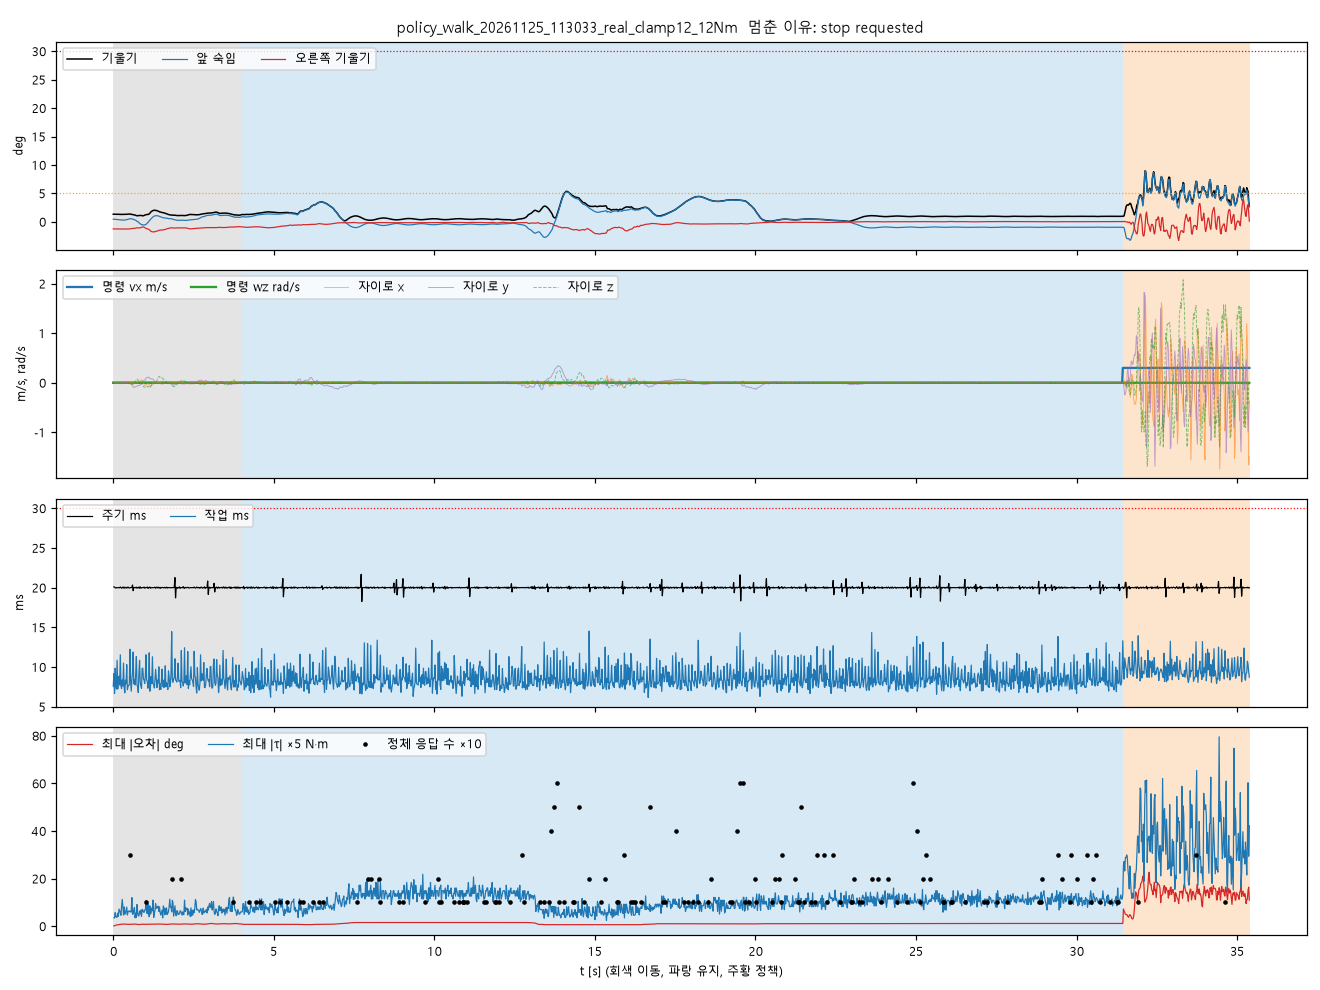 policy_walk_20261125_113033_real_clamp12_12Nm 멈춘 이유: stop requested
기울기 앞 숙임 오른쪽 기울기
30
25
20
15
10
5
0
deg
명령 vx m/s 명령 wz rad/s 자이로 x 자이로 y 자이로 z
2
1
0
-1
m/s, rad/s
주기 ms 작업 ms
30
25
20
15
10
5
ms
최대 |오차| deg 최대 |τ| ×5 N·m 정체 응답 수 ×10
80
60
40
20
0
0 5 10 15 20 25 30 35
t [s] (회색 이동, 파랑 유지, 주황 정책)